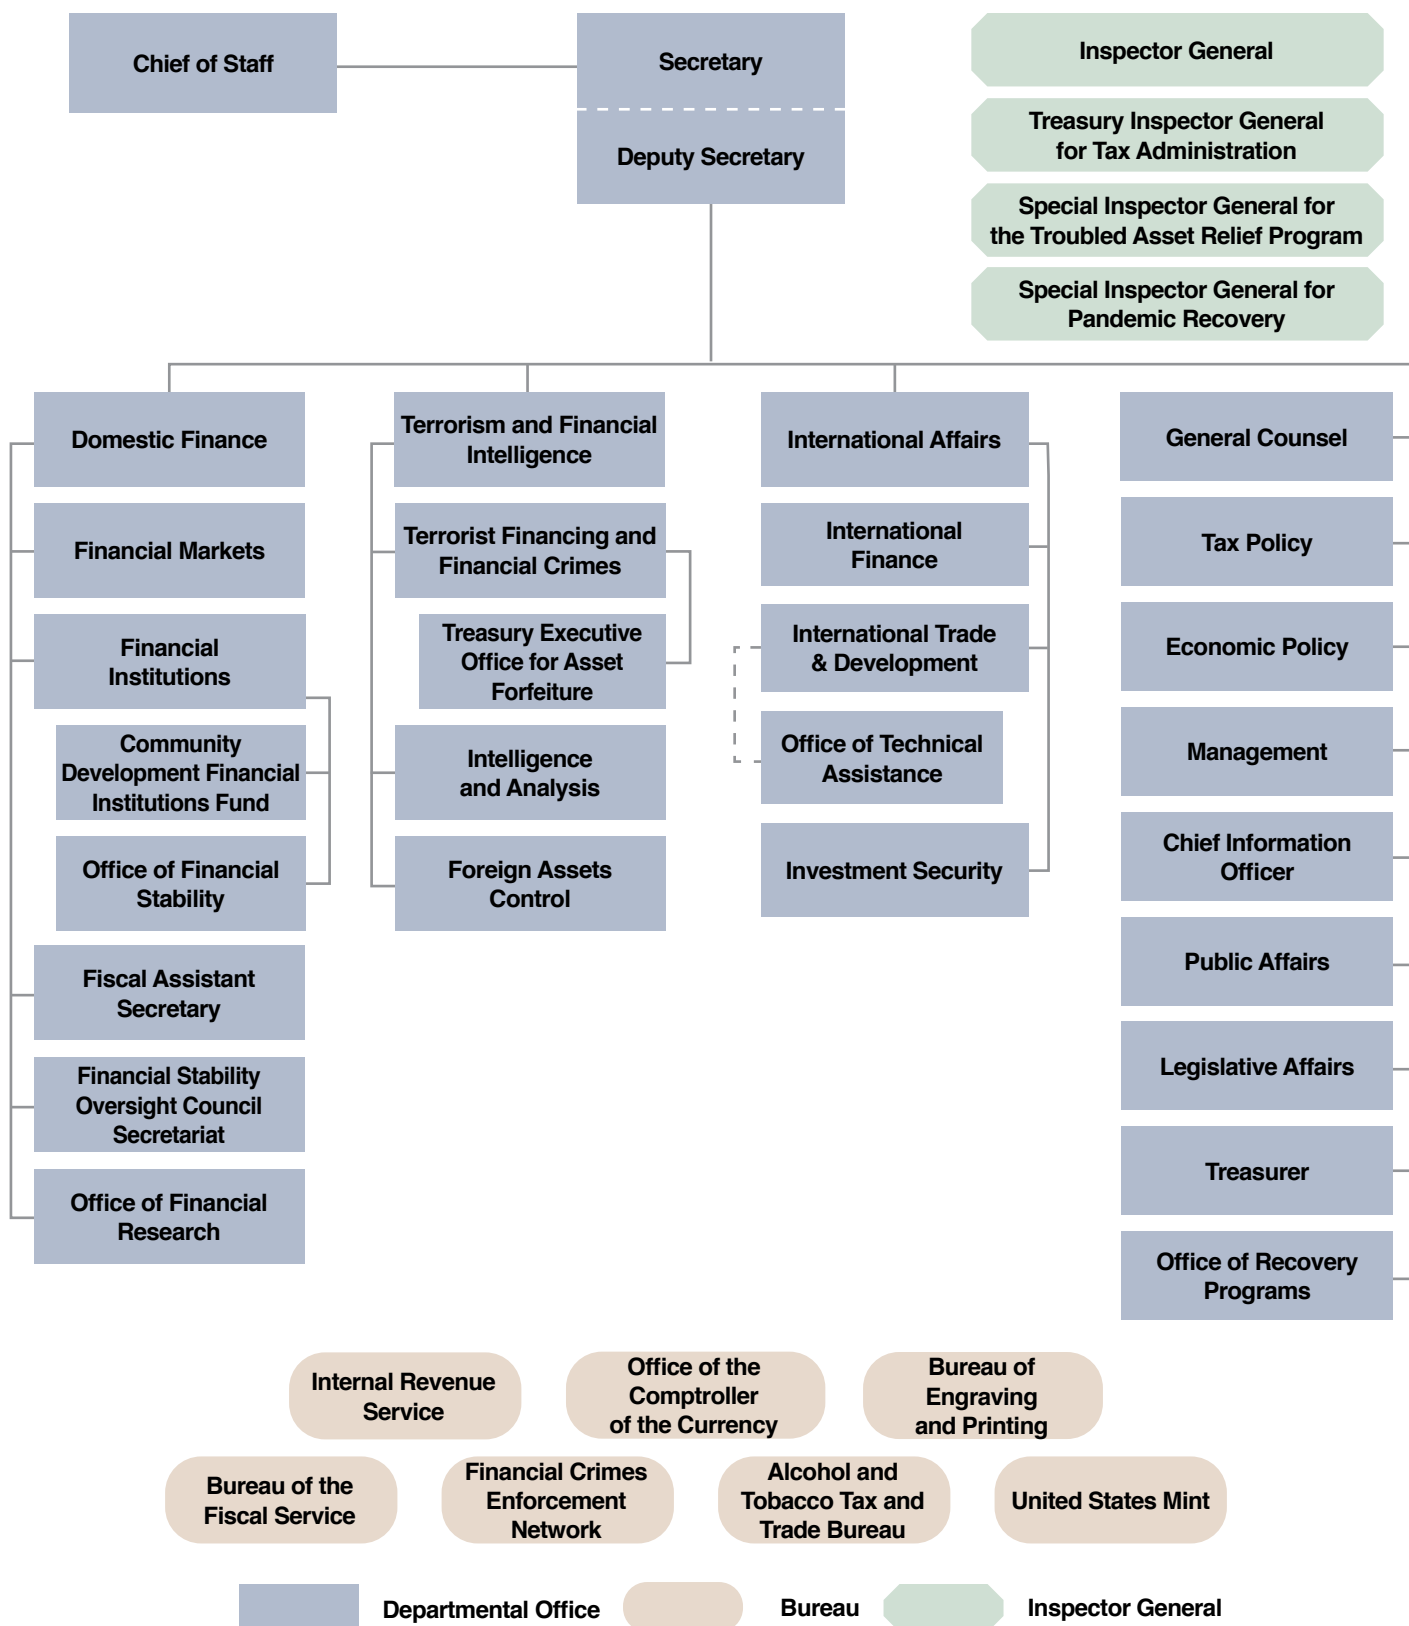 Chief of Staff
Secretary
Deputy Secretary
Inspector General
Treasury Inspector General
for Tax Administration
Special Inspector General for
the Troubled Asset Relief Program
Special Inspector General for
Pandemic Recovery
Domestic Finance
Financial Markets
Financial
Institutions
Community
Development Financial
Institutions Fund
Office of Financial
Stability
Fiscal Assistant
Secretary
Financial Stability
Oversight Council
Secretariat
Office of Financial
Research
Terrorism and Financial
Intelligence
Terrorist Financing and
Financial Crimes
Treasury Executive
Office for Asset
Forfeiture
Intelligence
and Analysis
Foreign Assets
Control
International Affairs
International
Finance
International Trade
& Development
Office of Technical
Assistance
Investment Security
General Counsel
Tax Policy
Economic Policy
Management
Chief Information
Officer
Public Affairs
Legislative Affairs
Treasurer
Office of Recovery
Programs
Internal Revenue
Service
Office of the
Comptroller
of the Currency
Bureau of
Engraving
and Printing
Bureau of the
Fiscal Service
Financial Crimes
Enforcement
Network
Alcohol and
Tobacco Tax and
Trade Bureau
United States Mint
Departmental Office
Bureau
Inspector General